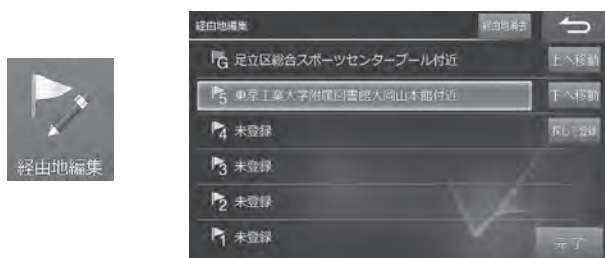 経由地編集
経由地編集
経由地消去
G 足立区総合スポーツセンタープール付近
上へ移動
5 東京工業大学附属図書館大岡山本館付近
下へ移動
4 未登録
探して登録
3 未登録
2 未登録
1 未登録
完了